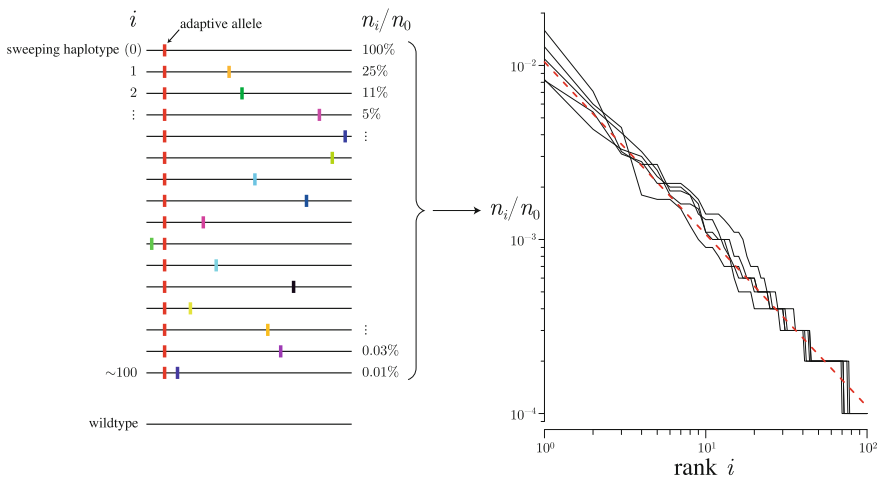 i
adaptive allele
n_i/n_0
sweeping haplotype (0)
100%
1
25%
2
11%
⋮
5%
⋮
⋮
0.03%
~100
0.01%
wildtype
n_i/n_0
10^{-2}
10^{-3}
10^{-4}
10^0
10^1
10^2
rank i